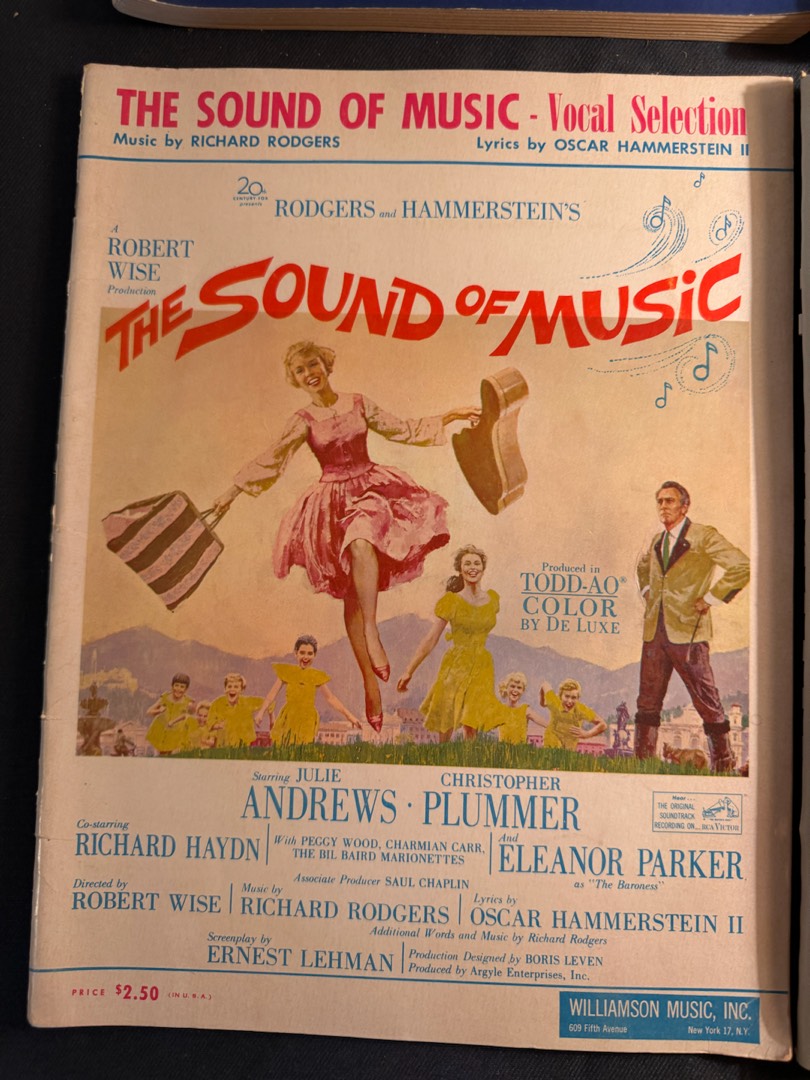 THE SOUND OF MUSIC - Vocal Selection
Music by RICHARD RODGERS Lyrics by OSCAR HAMMERSTEIN II
20th
CENTURY FOX
presents
RODGERS and HAMMERSTEIN'S
A
ROBERT
WISE
Production
THE SOUND OF MUSIC
Produced in
TODD-AO®
COLOR
BY DE LUXE
Starring JULIE ANDREWS · CHRISTOPHER PLUMMER
Hear...
THE ORIGINAL
SOUNDTRACK
RECORDING ON... RCA VICTOR
Co-starring
RICHARD HAYDN
With PEGGY WOOD, CHARMIAN CARR,
THE BIL BAIRD MARIONETTES
And
ELEANOR PARKER
as "The Baroness"
Associate Producer SAUL CHAPLIN
Directed by
ROBERT WISE
Music by
RICHARD RODGERS
Lyrics by
OSCAR HAMMERSTEIN II
Additional Words and Music by Richard Rodgers
Screenplay by
ERNEST LEHMAN
Production Designed by BORIS LEVEN
Produced by Argyle Enterprises, Inc.
PRICE $2.50 (IN U.S.A.)
WILLIAMSON MUSIC, INC.
609 Fifth Avenue New York 17, N.Y.